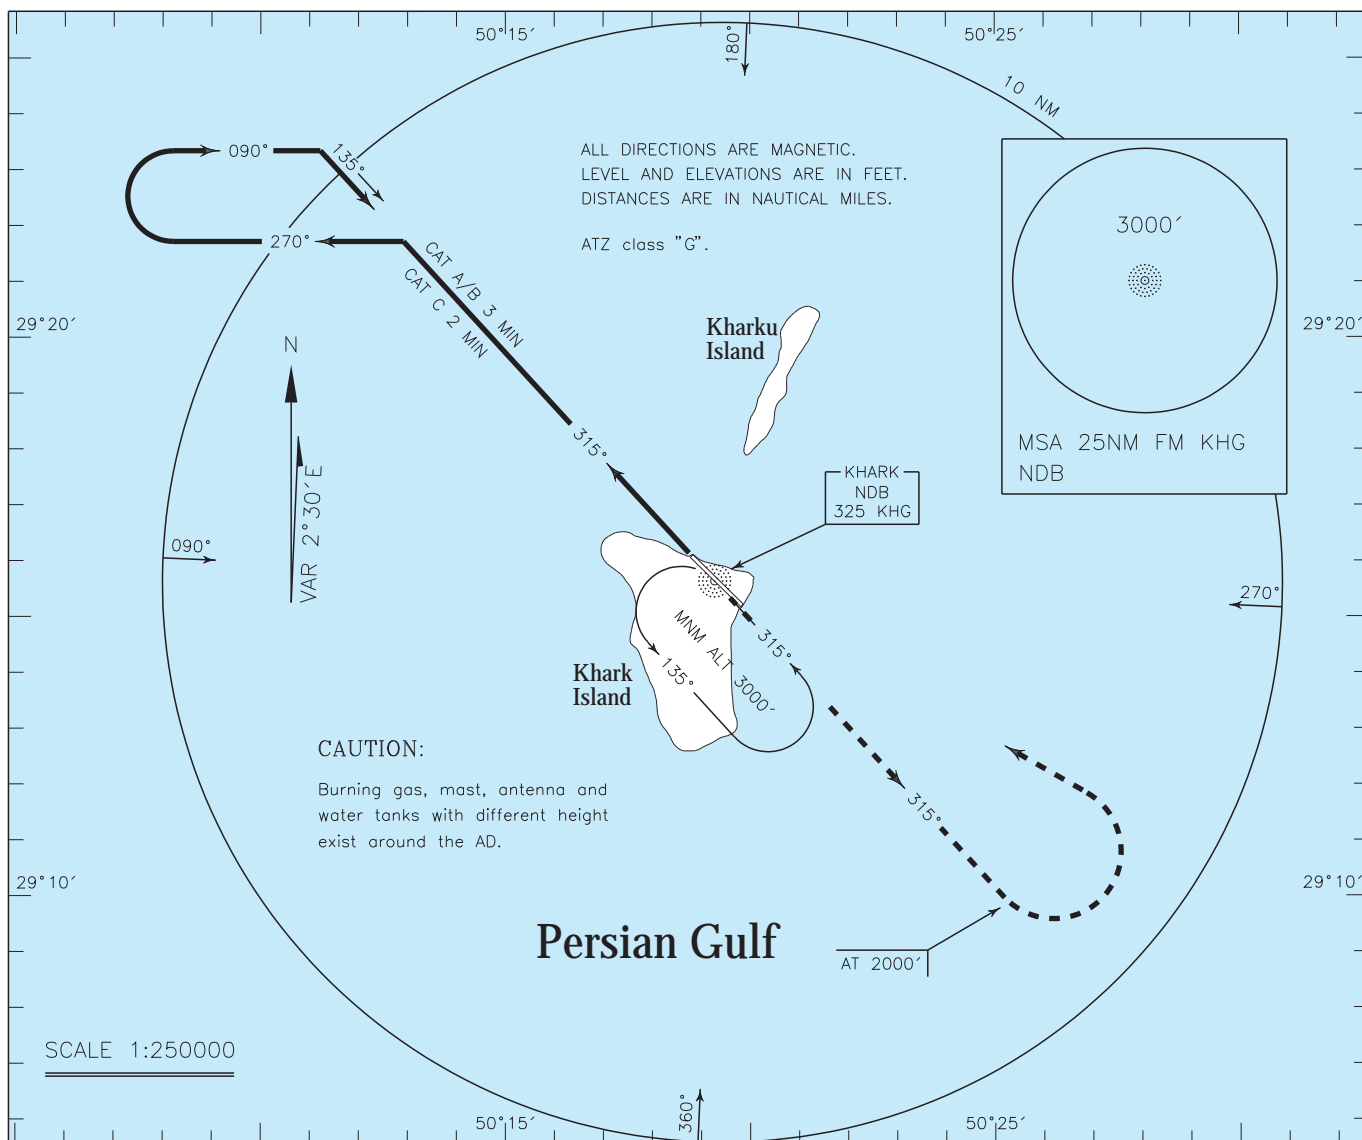 50°15′
50°25′
180°
10 NM
090°
135°
ALL DIRECTIONS ARE MAGNETIC.
LEVEL AND ELEVATIONS ARE IN FEET.
DISTANCES ARE IN NAUTICAL MILES.
ATZ class "G".
3000′
270°
CAT A/B 3 MIN
CAT C 2 MIN
29°20′
29°20′
Kharku
Island
N
VAR 2°30′E
MSA 25NM FM KHG
NDB
315°
KHARK
NDB
325 KHG
090°
270°
MNM ALT 3000′
315°
135°
Khark
Island
CAUTION:
Burning gas, mast, antenna and
water tanks with different height
exist around the AD.
315°
29°10′
29°10′
Persian Gulf
AT 2000′
SCALE 1:250000
360°
50°15′
50°25′